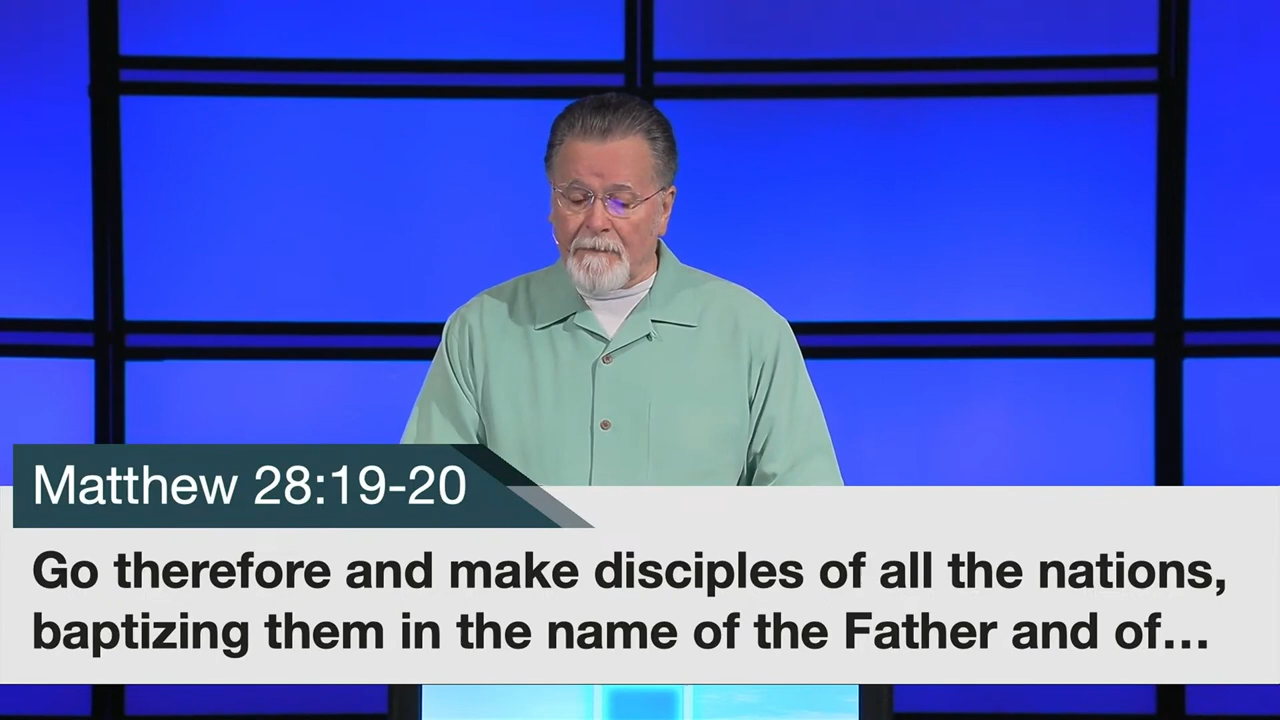 Matthew 28:19-20
Go therefore and make disciples of all the nations,
baptizing them in the name of the Father and of...